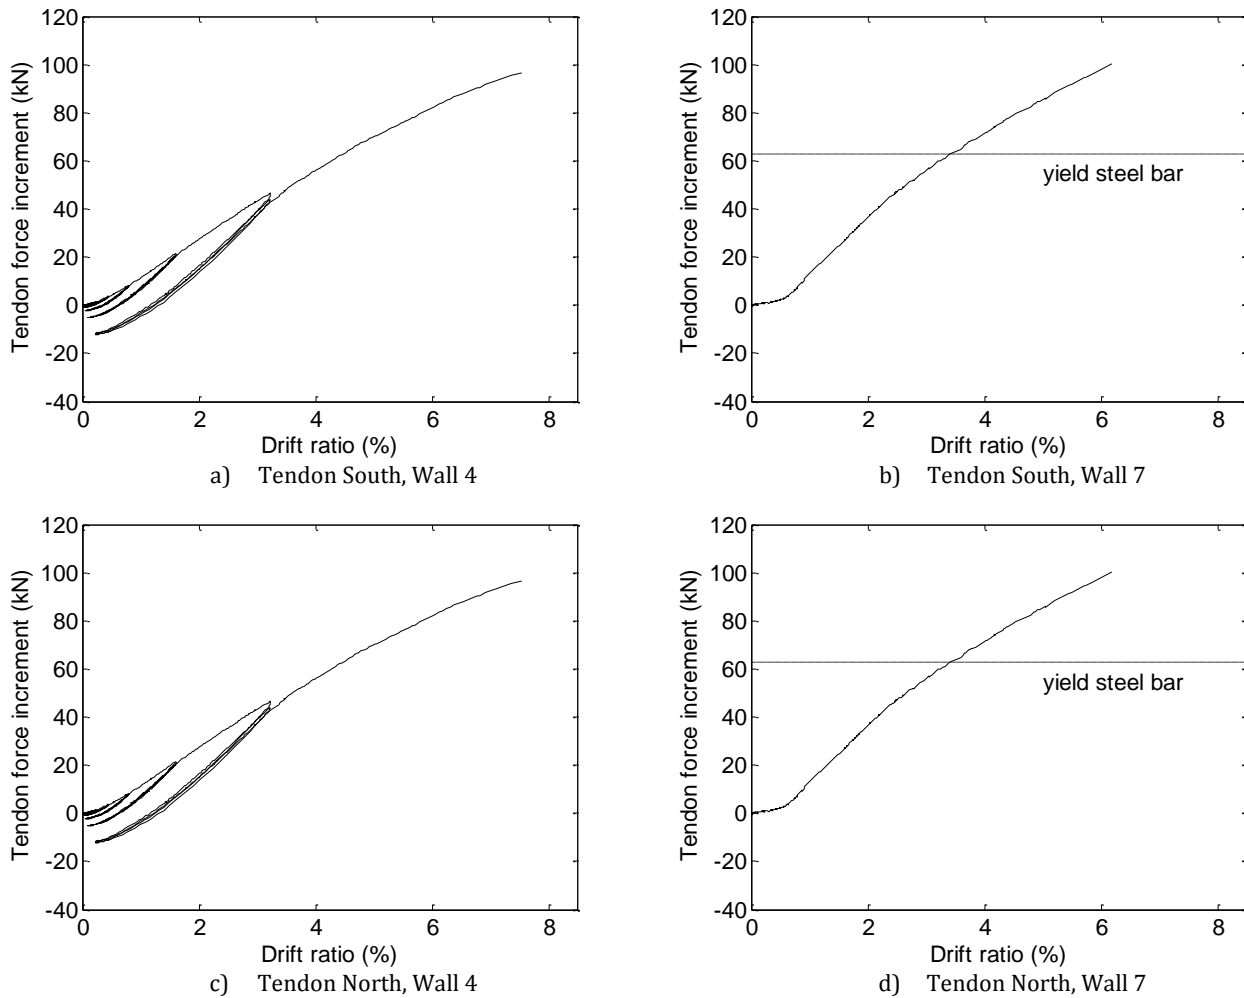 120
100
80
60
40
20
0
-20
-40
Tendon force increment (kN)
0 2 4 6 8
Drift ratio (%)
a) Tendon South, Wall 4
120
100
80
60
40
20
0
-20
-40
Tendon force increment (kN)
yield steel bar
0 2 4 6 8
Drift ratio (%)
b) Tendon South, Wall 7
120
100
80
60
40
20
0
-20
-40
Tendon force increment (kN)
0 2 4 6 8
Drift ratio (%)
c) Tendon North, Wall 4
120
100
80
60
40
20
0
-20
-40
Tendon force increment (kN)
yield steel bar
0 2 4 6 8
Drift ratio (%)
d) Tendon North, Wall 7